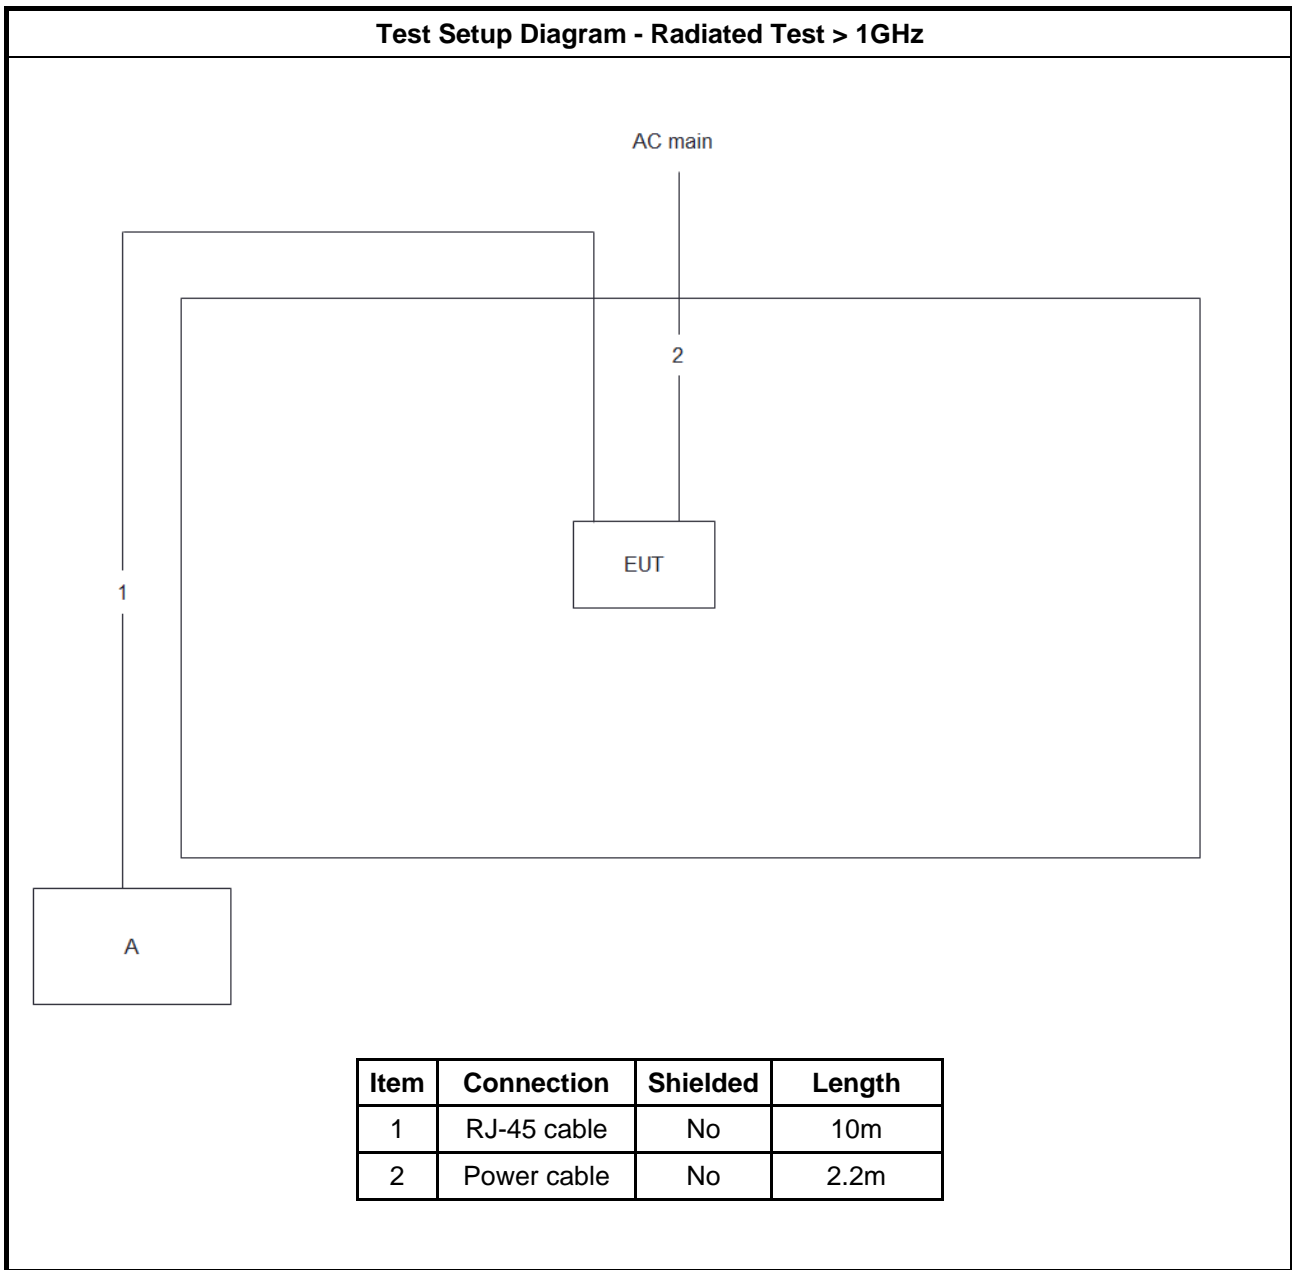 Test Setup Diagram - Radiated Test > 1GHz
AC main
2
EUT
1
A
Item Connection Shielded Length
1 RJ-45 cable No 10m
2 Power cable No 2.2m